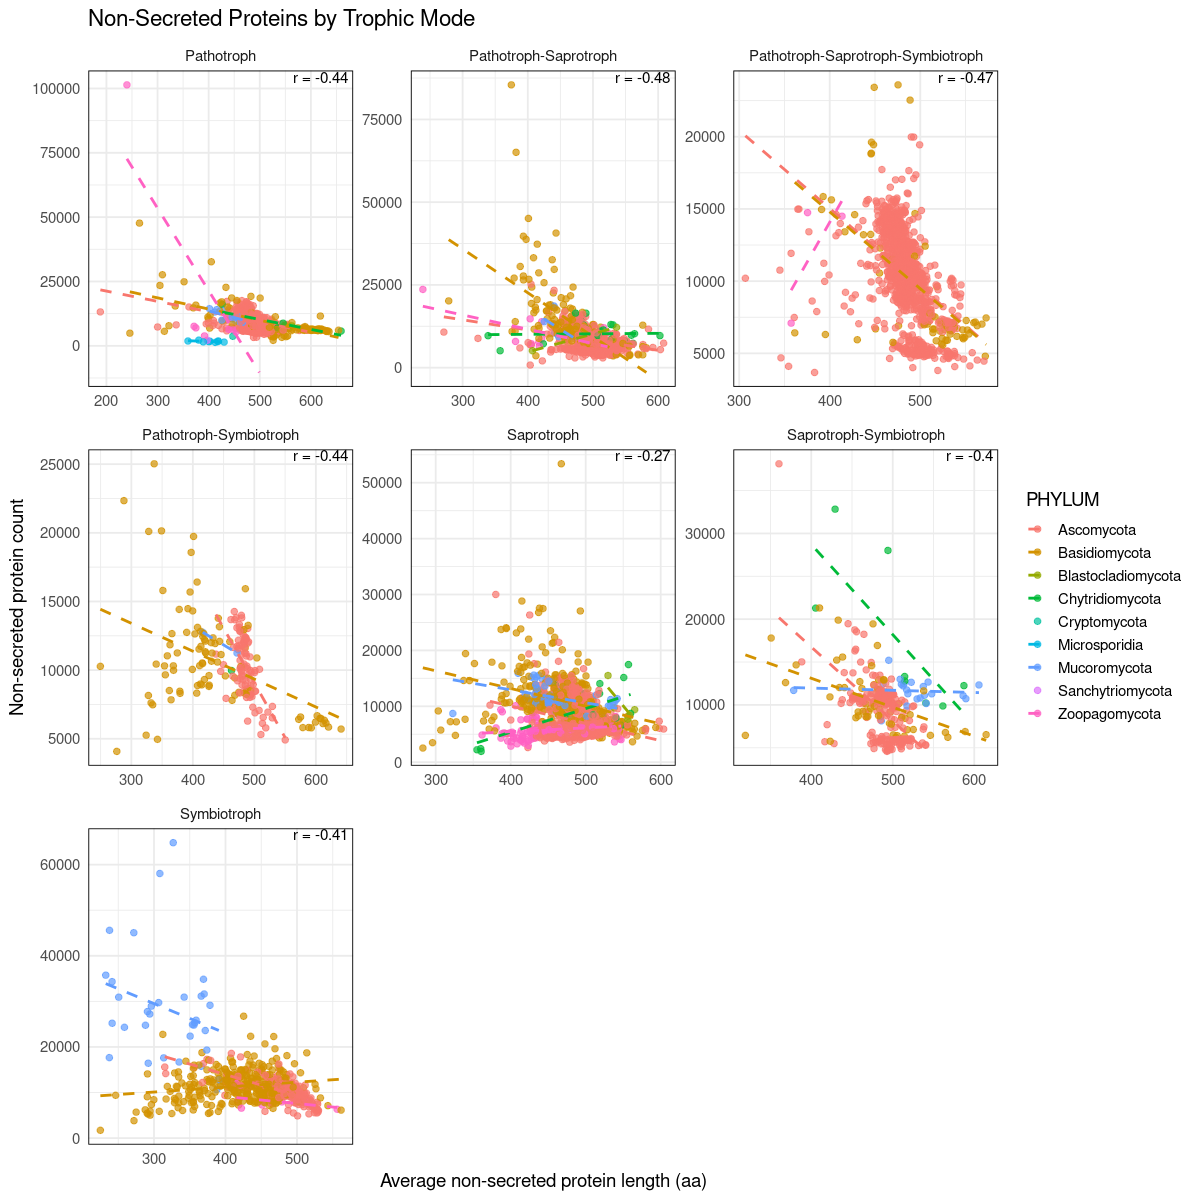 Non-Secreted Proteins by Trophic Mode
Pathotroph
Pathotroph-Saprotroph
Pathotroph-Saprotroph-Symbiotroph
r = -0.44
r = -0.48
r = -0.47
100000
75000
50000
25000
0
200 300 400 500 600
75000
50000
25000
0
300 400 500 600
20000
15000
10000
5000
300 400 500
Pathotroph-Symbiotroph
Saprotroph
Saprotroph-Symbiotroph
r = -0.44
r = -0.27
r = -0.4
25000
20000
15000
10000
5000
300 400 500 600
50000
40000
30000
20000
10000
0
300 400 500 600
30000
20000
10000
400 500 600
Symbiotroph
r = -0.41
60000
40000
20000
0
300 400 500
Non-secreted protein count
Average non-secreted protein length (aa)
PHYLUM
Ascomycota
Basidiomycota
Blastocladiomycota
Chytridiomycota
Cryptomycota
Microsporidia
Mucoromycota
Sanchytriomycota
Zoopagomycota